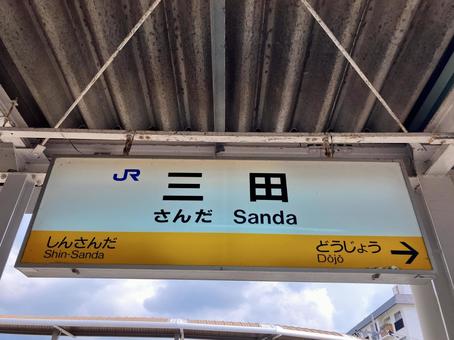 JR 三田
さんだ Sanda
しんさんだ どうじょう →
Shin-Sanda Dōjō